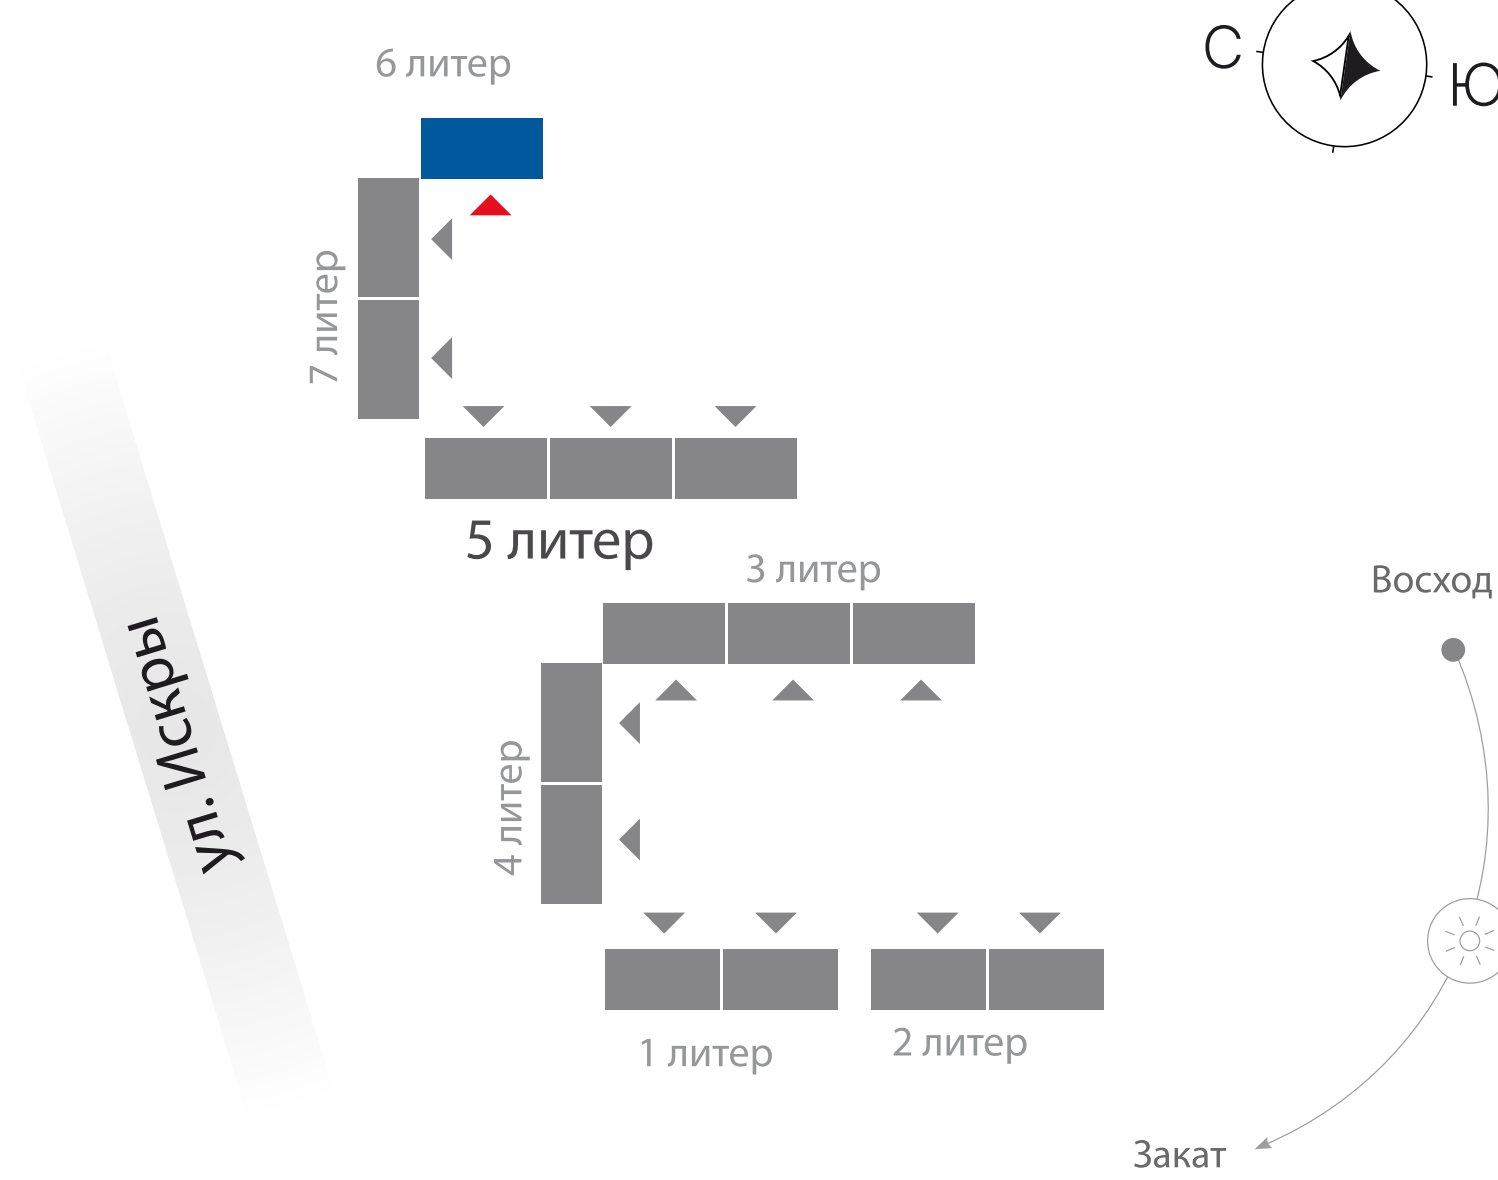 С
Ю
6 литер
7 литер
5 литер
3 литер
Восход
ул. Искры
4 литер
1 литер
2 литер
Закат